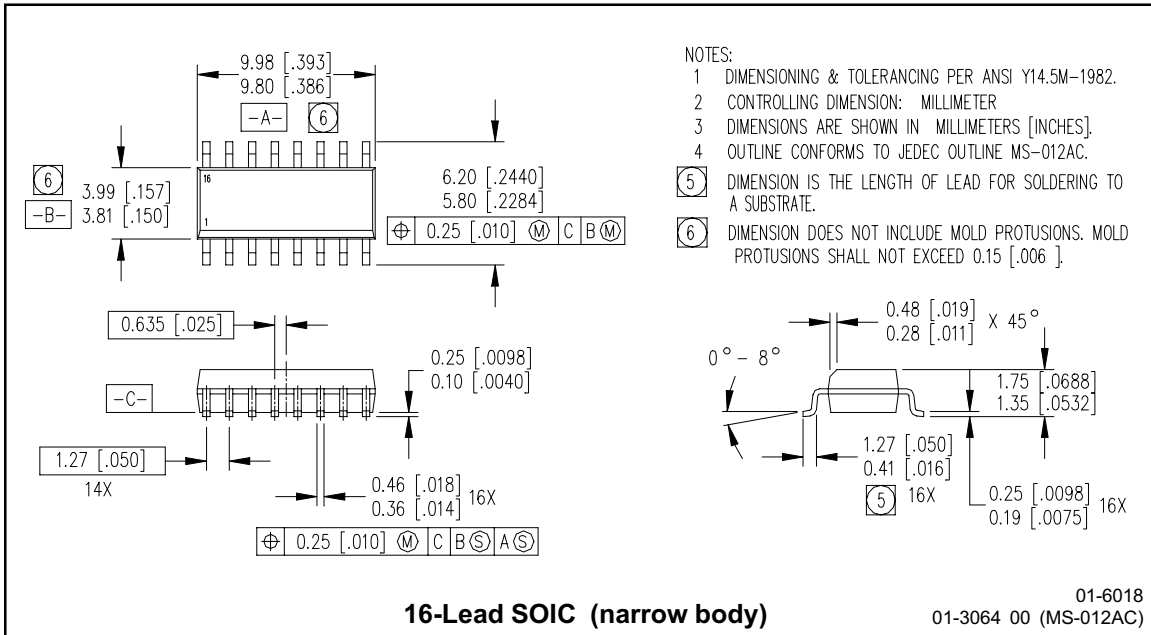 9.98 [.393]
9.80 [.386]
-A- 6
6
3.99 [.157]
-B- 3.81 [.150]
16
1
6.20 [.2440]
5.80 [.2284]
⌖ 0.25 [.010] Ⓜ C B Ⓜ
NOTES:
1 DIMENSIONING & TOLERANCING PER ANSI Y14.5M-1982.
2 CONTROLLING DIMENSION: MILLIMETER
3 DIMENSIONS ARE SHOWN IN MILLIMETERS [INCHES].
4 OUTLINE CONFORMS TO JEDEC OUTLINE MS-012AC.
5 DIMENSION IS THE LENGTH OF LEAD FOR SOLDERING TO
A SUBSTRATE.
6 DIMENSION DOES NOT INCLUDE MOLD PROTUSIONS. MOLD
PROTUSIONS SHALL NOT EXCEED 0.15 [.006 ].
0.635 [.025]
0.25 [.0098]
0.10 [.0040]
-C-
1.27 [.050]
14X
0.46 [.018]
0.36 [.014] 16X
⌖ 0.25 [.010] Ⓜ C B Ⓢ A Ⓢ
0.48 [.019]
0.28 [.011] X 45°
0° - 8°
1.75 [.0688]
1.35 [.0532]
1.27 [.050]
0.41 [.016]
5 16X
0.25 [.0098]
0.19 [.0075] 16X
16-Lead SOIC (narrow body)
01-6018
01-3064 00 (MS-012AC)